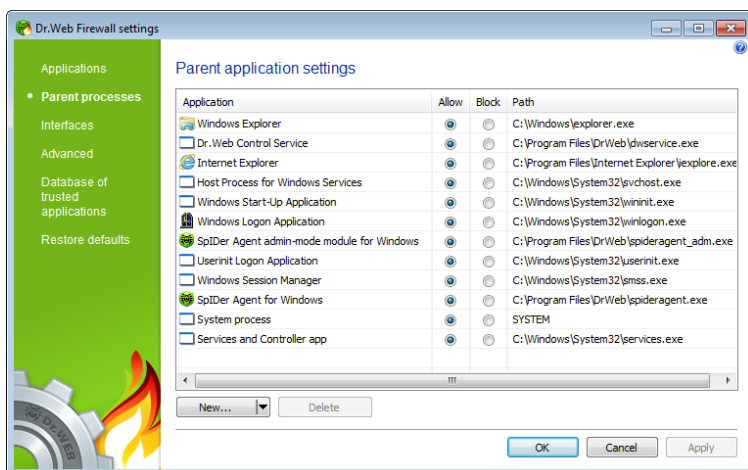 Dr.Web Firewall settings
Applications
Parent processes
Interfaces
Advanced
Database of
trusted
applications
Restore defaults
Parent application settings
Application Allow Block Path
Windows Explorer C:\Windows\explorer.exe
Dr.Web Control Service C:\Program Files\DrWeb\dwservice.exe
Internet Explorer C:\Program Files\Internet Explorer\iexplore.exe
Host Process for Windows Services C:\Windows\System32\svchost.exe
Windows Start-Up Application C:\Windows\System32\wininit.exe
Windows Logon Application C:\Windows\System32\winlogon.exe
SpIDer Agent admin-mode module for Windows C:\Program Files\DrWeb\spideragent_adm.exe
Userinit Logon Application C:\Windows\System32\userinit.exe
Windows Session Manager C:\Windows\System32\smss.exe
SpIDer Agent for Windows C:\Program Files\DrWeb\spideragent.exe
System process SYSTEM
Services and Controller app C:\Windows\System32\services.exe
New... Delete
OK Cancel Apply
Dr.WEB